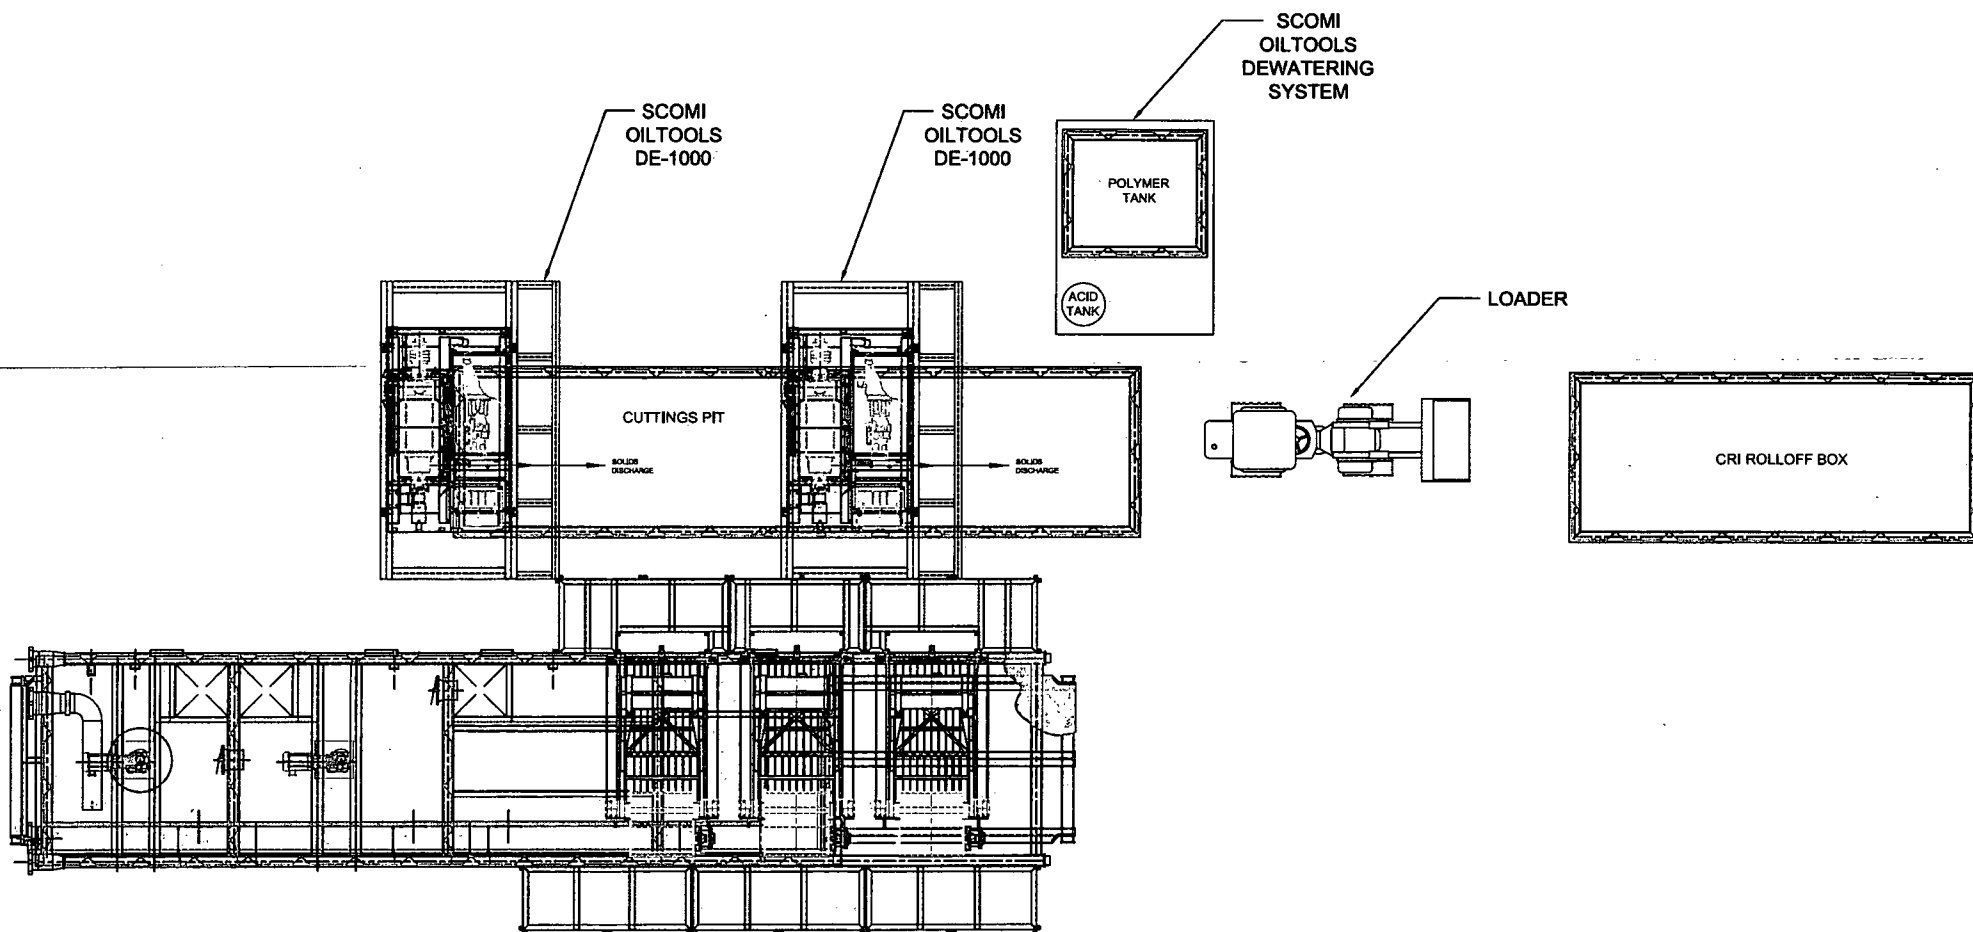 SCOMI
OILTOOLS
DEWATERING
SYSTEM
SCOMI
OILTOOLS
DE-1000
SCOMI
OILTOOLS
DE-1000
POLYMER
TANK
ACID
TANK
LOADER
CUTTINGS PIT
SOLIDS
DISCHARGE
SOLIDS
DISCHARGE
CRI ROLLOFF BOX